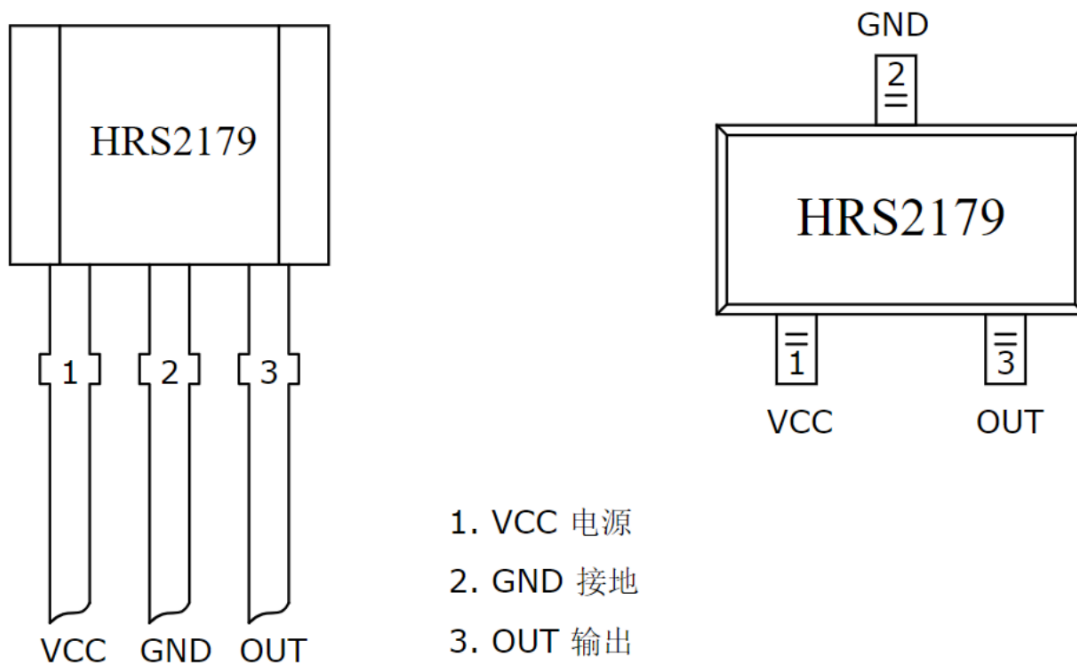 HRS2179
1 2 3
VCC GND OUT
GND
2
HRS2179
1 3
VCC OUT
1. VCC 电源
2. GND 接地
3. OUT 输出